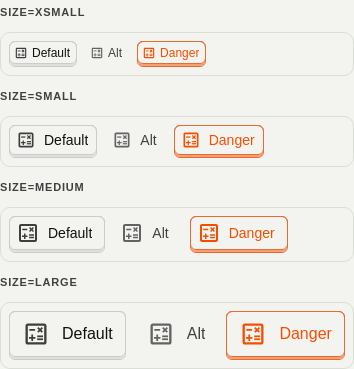 SIZE=XSMALL
Default Alt Danger
SIZE=SMALL
Default Alt Danger
SIZE=MEDIUM
Default Alt Danger
SIZE=LARGE
Default Alt Danger